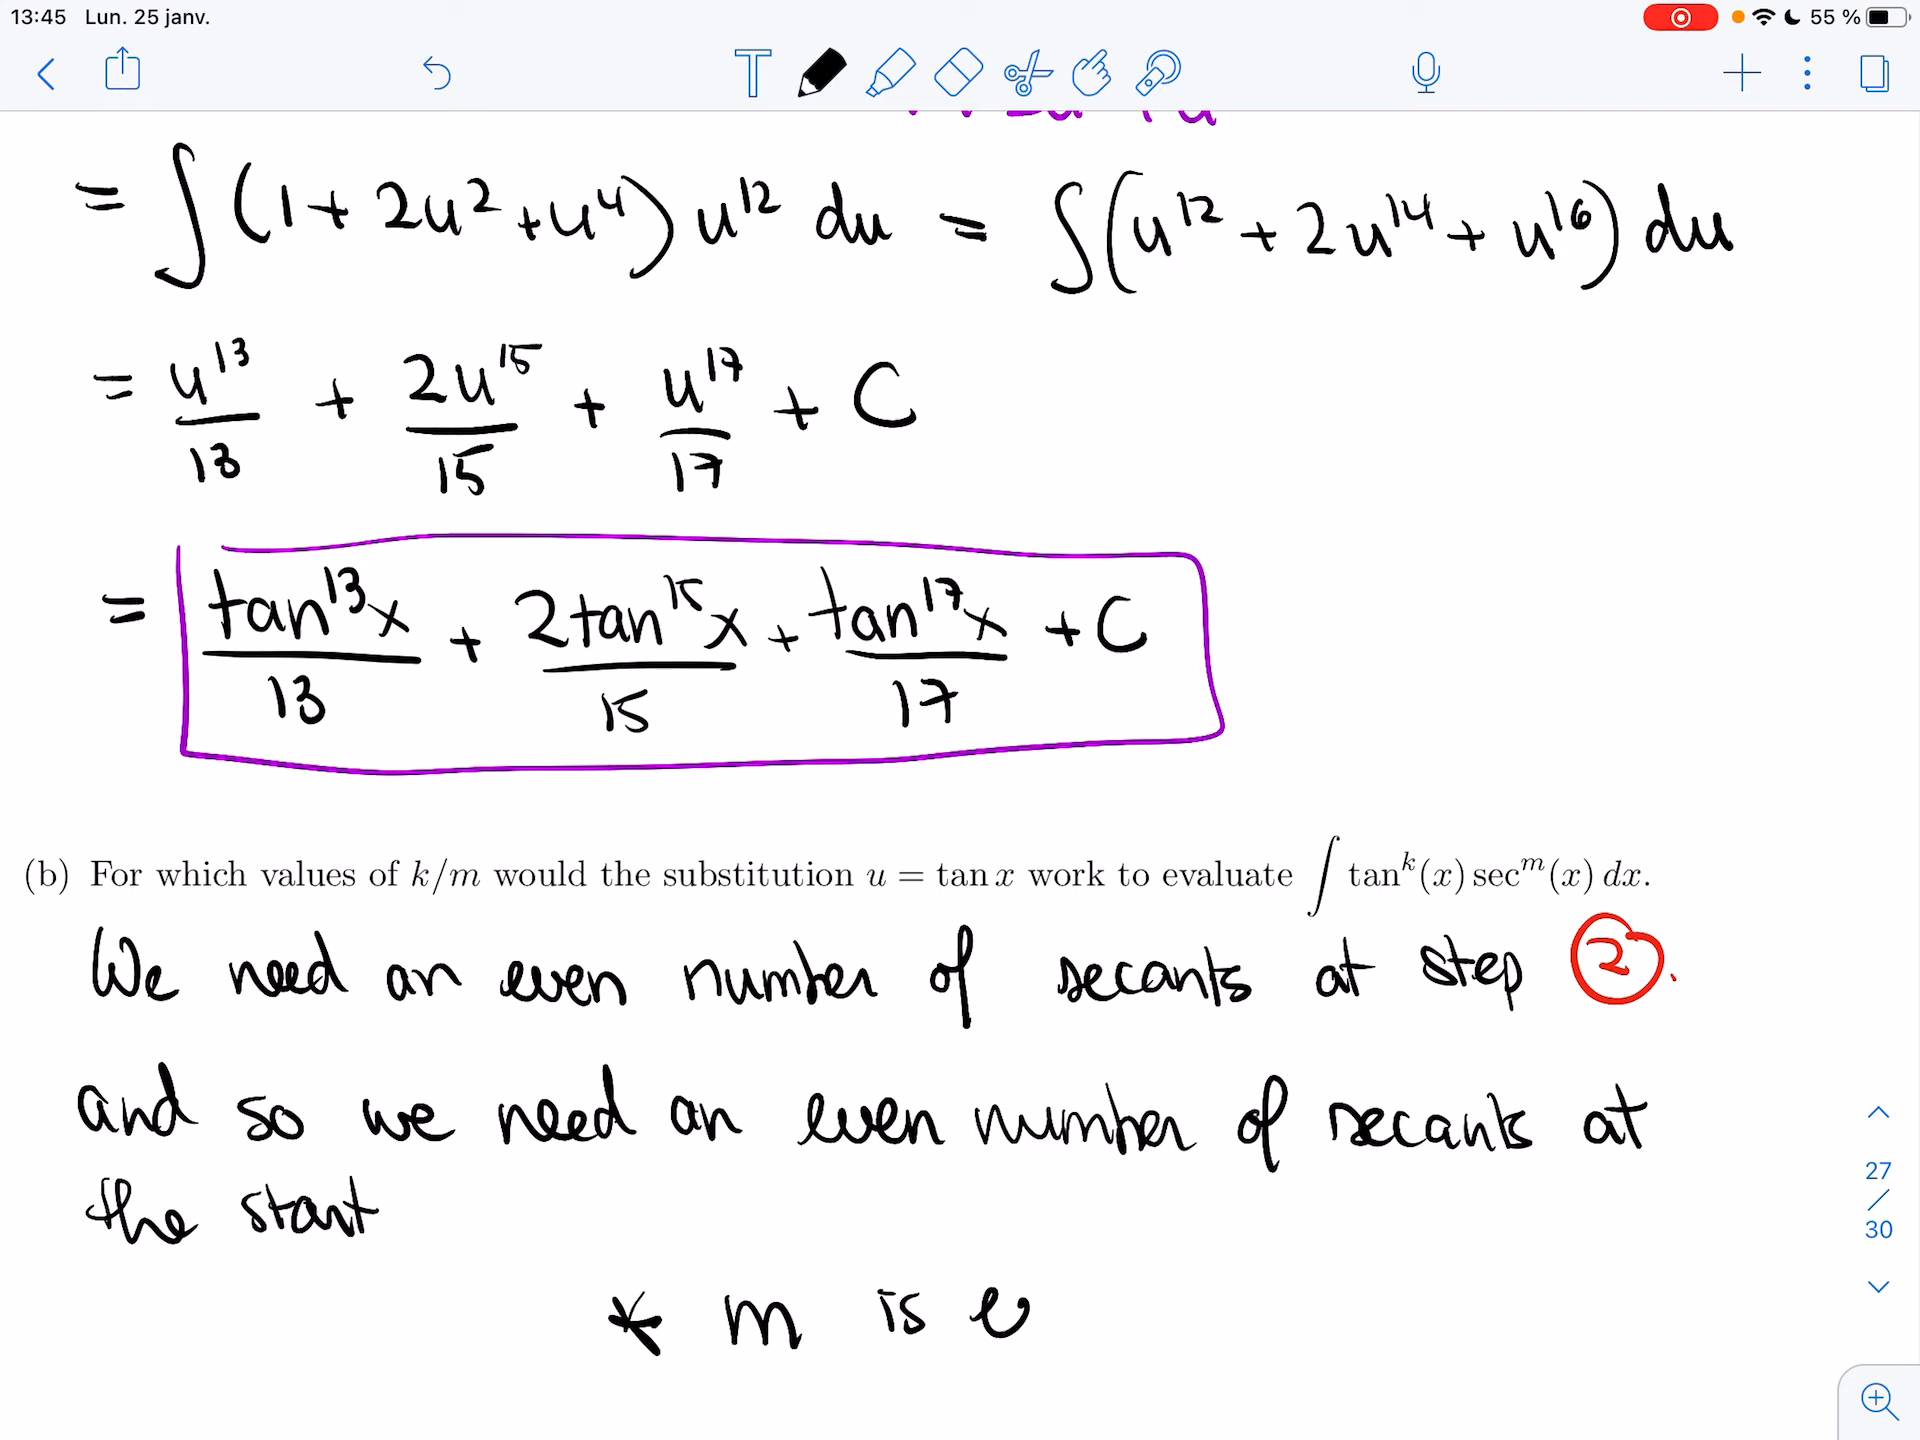 13:45 Lun. 25 janv. 55 %
T
= ∫ (1 + 2u² + u⁴) u¹² du = ∫ (u¹² + 2u¹⁴ + u¹⁶) du
= u¹³/13 + 2u¹⁵/15 + u¹⁷/17 + C
= tan¹³x/13 + 2tan¹⁵x/15 + tan¹⁷x/17 + C
(b) For which values of k/m would the substitution u = tan x work to evaluate ∫ tanᵏ(x) secᵐ(x) dx.
We need an even number of secants at step ②.
and so we need an even number of secants at
the start
27
/
30
* m is e